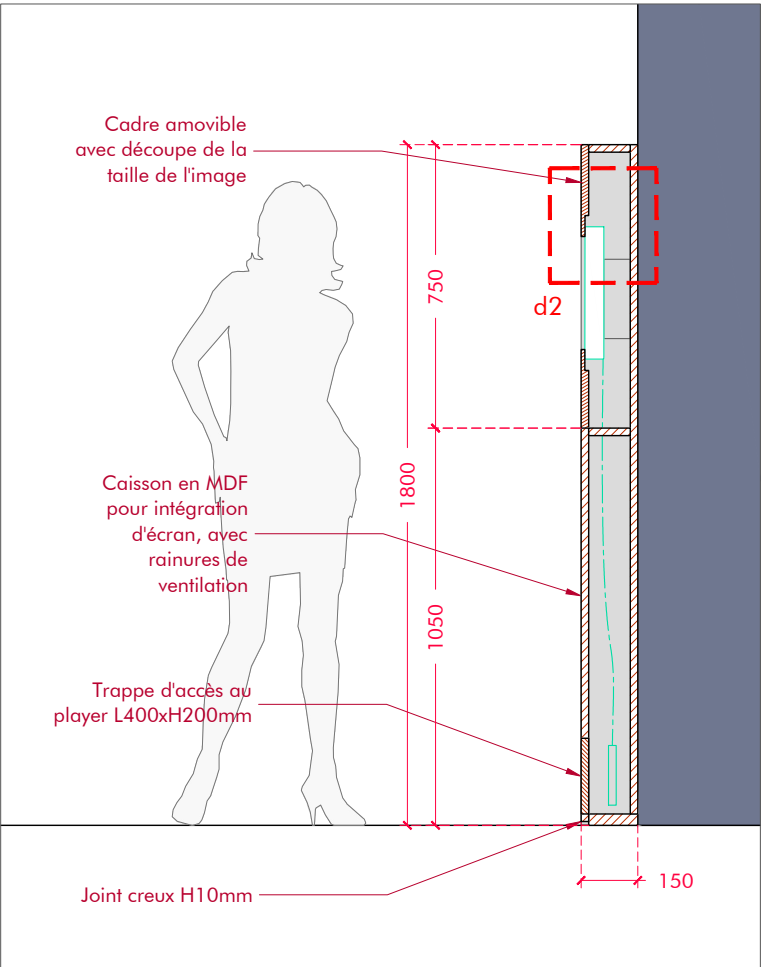 Cadre amovible
avec découpe de la
taille de l'image
750
d2
1800
Caisson en MDF
pour intégration
d'écran, avec
rainures de
ventilation
1050
Trappe d'accès au
player L400xH200mm
Joint creux H10mm
150